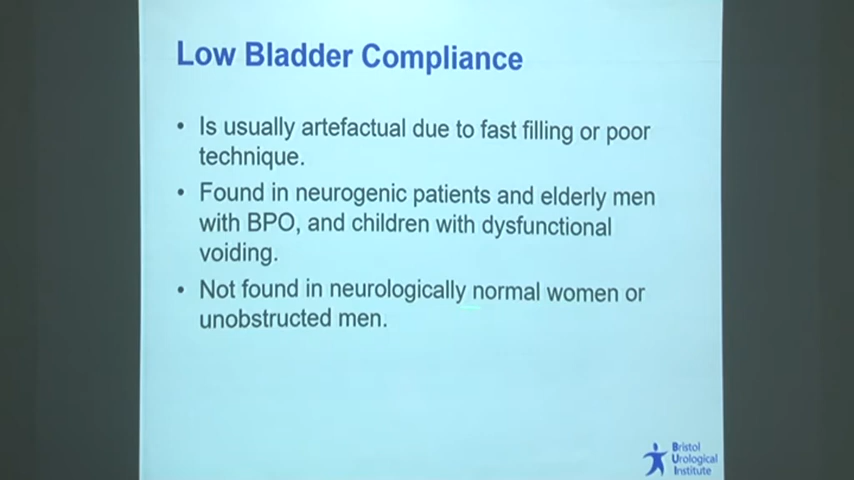 Low Bladder Compliance
• Is usually artefactual due to fast filling or poor
technique.
• Found in neurogenic patients and elderly men
with BPO, and children with dysfunctional
voiding.
• Not found in neurologically normal women or
unobstructed men.
Bristol
Urological
Institute